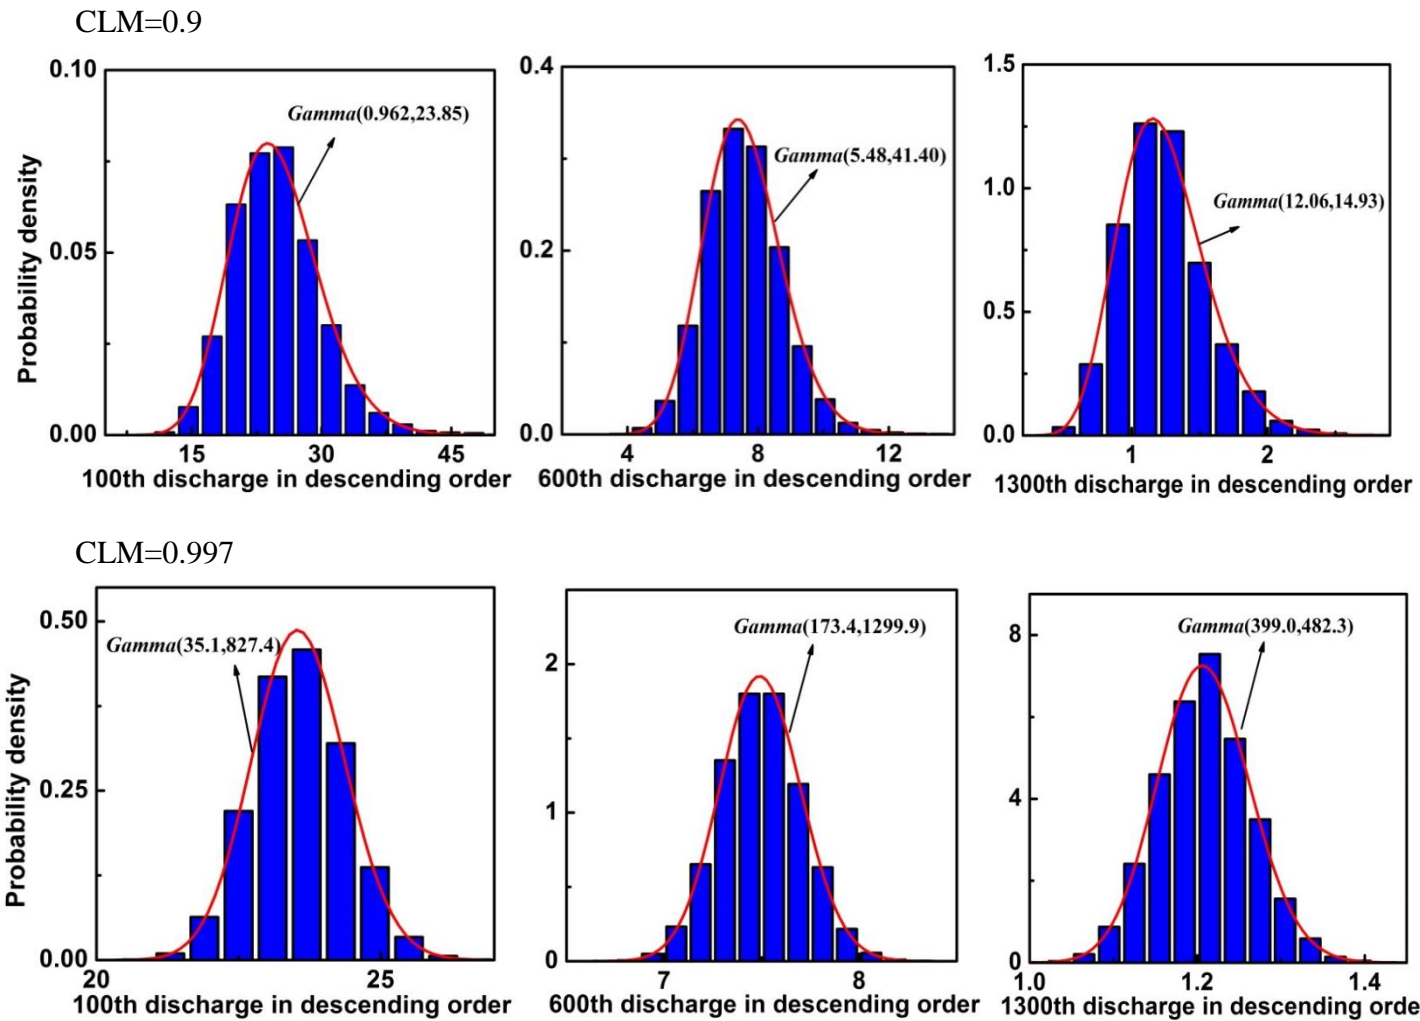 CLM=0.9
0.10
0.05
0.00
Probability density
Gamma(0.962,23.85)
15 30 45
100th discharge in descending order
0.4
0.2
0.0
Gamma(5.48,41.40)
4 8 12
600th discharge in descending order
1.5
1.0
0.5
0.0
Gamma(12.06,14.93)
1 2
1300th discharge in descending order
CLM=0.997
0.50
0.25
0.00
Probability density
Gamma(35.1,827.4)
20 25
100th discharge in descending order
2
1
0
Gamma(173.4,1299.9)
7 8
600th discharge in descending order
8
4
0
Gamma(399.0,482.3)
1.0 1.2 1.4
1300th discharge in descending orde